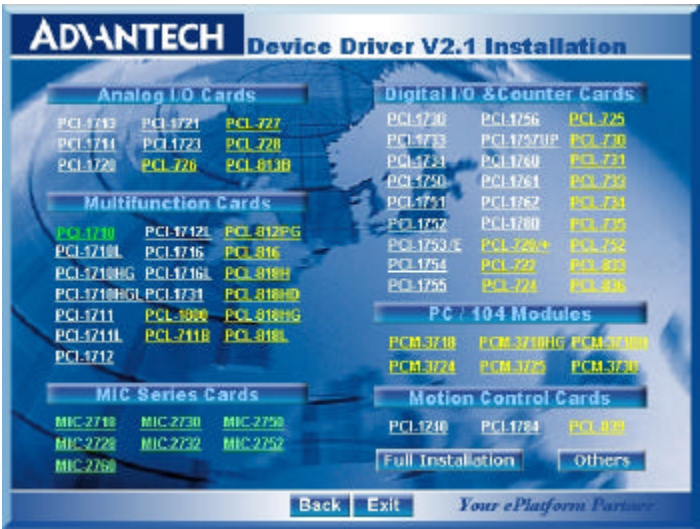 ADVANTECH Device Driver V2.1 Installation
Analog I/O Cards
PCI-1713 PCI-1721 PCL-727
PCI-1714 PCI-1723 PCL-728
PCI-1720 PCL-726 PCL-813B
Multifunction Cards
PCI-1710 PCI-1712L PCL-812PG
PCI-1710L PCI-1716 PCL-816
PCI-1710HG PCI-1716L PCL-818H
PCI-1710HGL PCI-1731 PCL-818HD
PCI-1711 PCL-1800 PCL-818HG
PCI-1711L PCL-711B PCL-818L
PCI-1712
MIC Series Cards
MIC-2718 MIC-2730 MIC-2750
MIC-2728 MIC-2732 MIC-2752
MIC-2760
Digital I/O & Counter Cards
PCI-1730 PCI-1756 PCL-725
PCI-1733 PCI-1757UP PCL-730
PCI-1734 PCI-1760 PCL-731
PCI-1750 PCI-1761 PCL-733
PCI-1751 PCI-1762 PCL-734
PCI-1752 PCI-1780 PCL-735
PCI-1753/E PCL-720/+ PCL-752
PCI-1754 PCL-722 PCL-833
PCI-1755 PCL-724 PCL-836
PC / 104 Modules
PCM-3718 PCM-3718HG
PCM-3724 PCM-3725 PCM-3730
Motion Control Cards
PCI-1240 PCI-1784 PCL-839
Full Installation Others
Back Exit Your ePlatform Partner